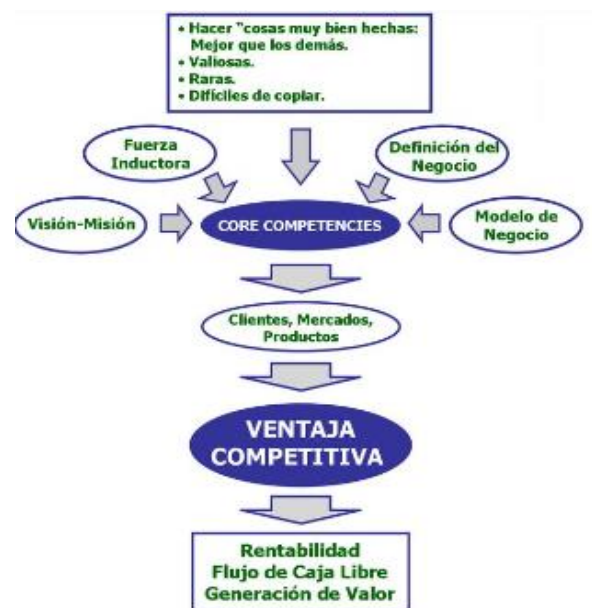 • Hacer "cosas muy bien hechas:
Mejor que los demás.
• Valiosas.
• Raras.
• Difíciles de copiar.
Fuerza
Inductora
Definición del
Negocio
Visión-Misión
CORE COMPETENCIES
Modelo de
Negocio
Clientes, Mercados,
Productos
VENTAJA
COMPETITIVA
Rentabilidad
Flujo de Caja Libre
Generación de Valor